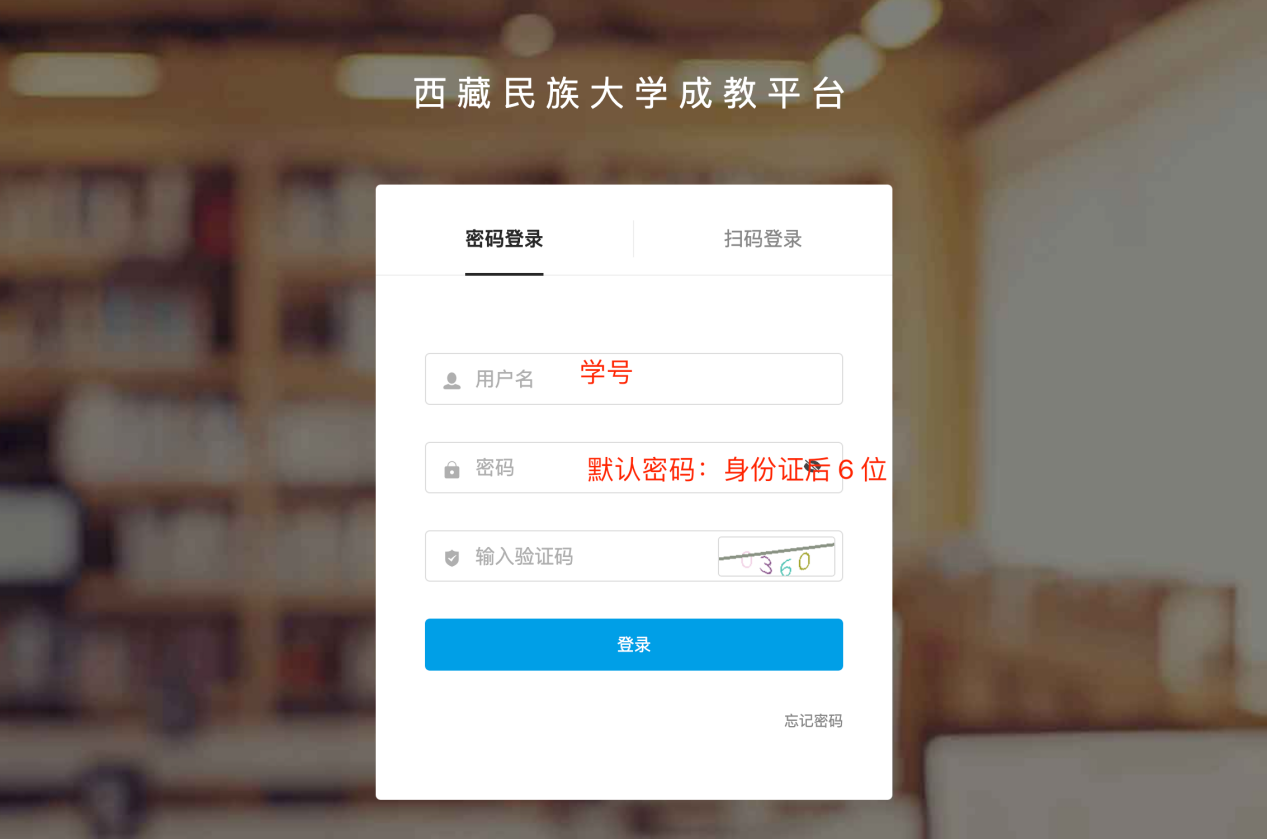 西藏民族大学成教平台
密码登录 扫码登录
用户名 学号
密码 默认密码：身份证后6位
输入验证码 0360
登录
忘记密码